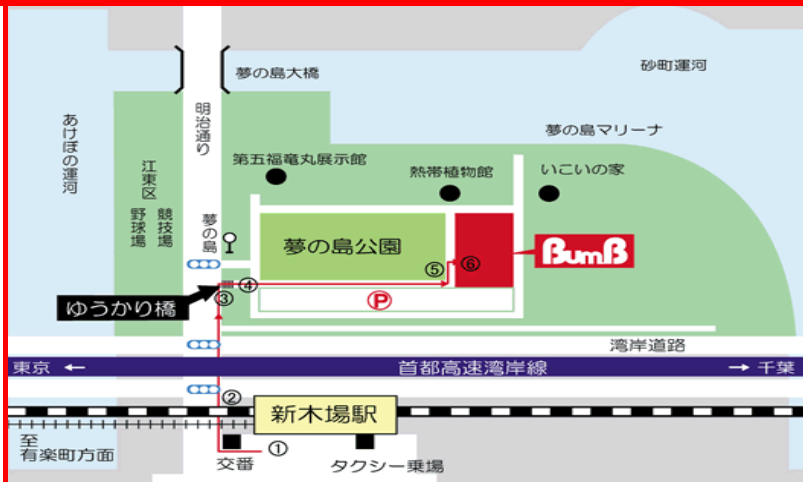 夢の島大橋
砂町運河
あけぼの運河
明治通り
夢の島マリーナ
第五福竜丸展示館
熱帯植物館
いこいの家
江東区
野球場
競技場
夢の島
夢の島公園
BumB
⑤
⑥
③
④
P
ゆうかり橋
湾岸道路
東京 ←
首都高速湾岸線
→ 千葉
②
新木場駅
至
有楽町方面
①
交番
タクシー乗場